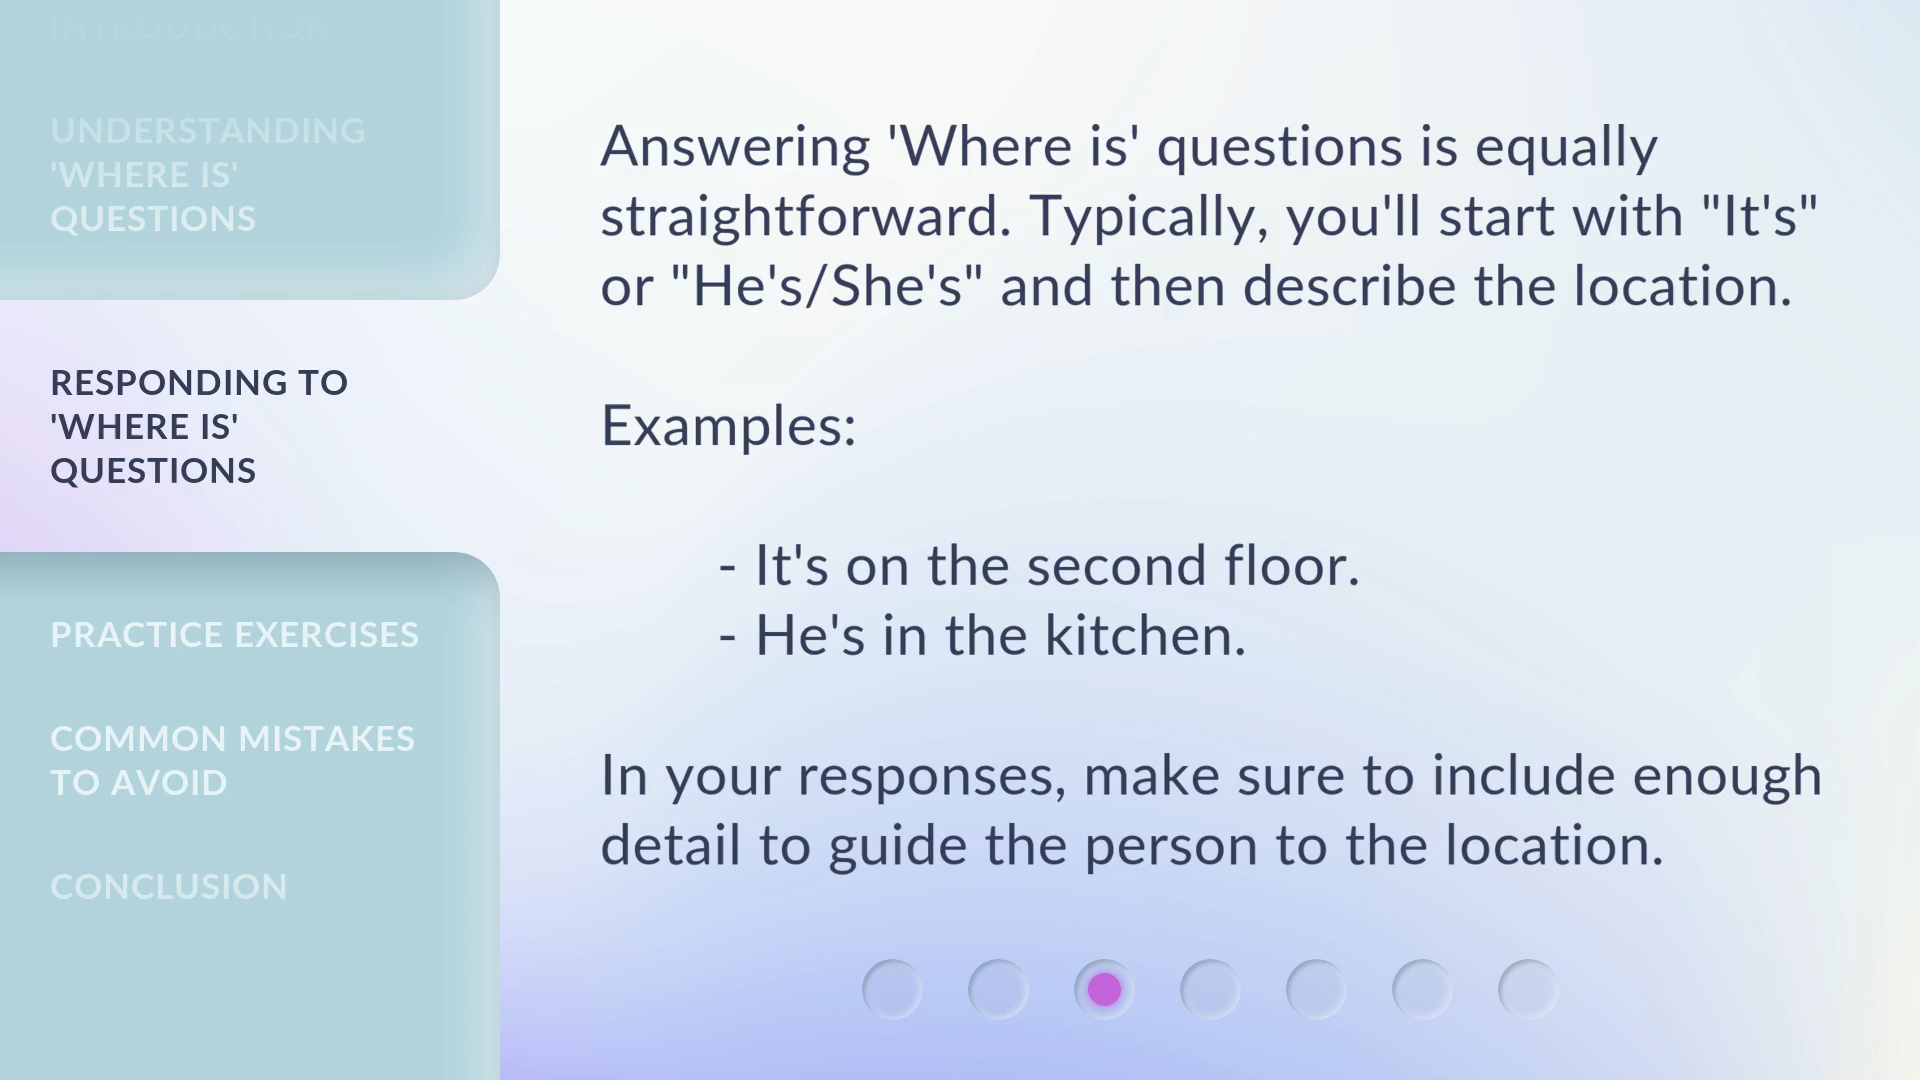 INTRODUCTION
UNDERSTANDING
'WHERE IS'
QUESTIONS
RESPONDING TO
'WHERE IS'
QUESTIONS
PRACTICE EXERCISES
COMMON MISTAKES
TO AVOID
CONCLUSION
Answering 'Where is' questions is equally
straightforward. Typically, you'll start with "It's"
or "He's/She's" and then describe the location.
Examples:
- It's on the second floor.
- He's in the kitchen.
In your responses, make sure to include enough
detail to guide the person to the location.